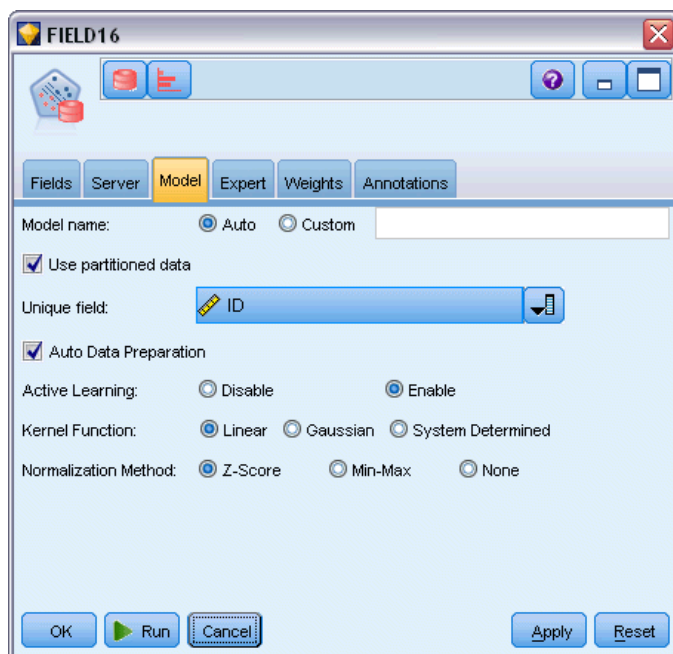 FIELD16
Fields Server Model Expert Weights Annotations
Model name: Auto Custom
Use partitioned data
Unique field: ID
Auto Data Preparation
Active Learning: Disable Enable
Kernel Function: Linear Gaussian System Determined
Normalization Method: Z-Score Min-Max None
OK Run Cancel Apply Reset